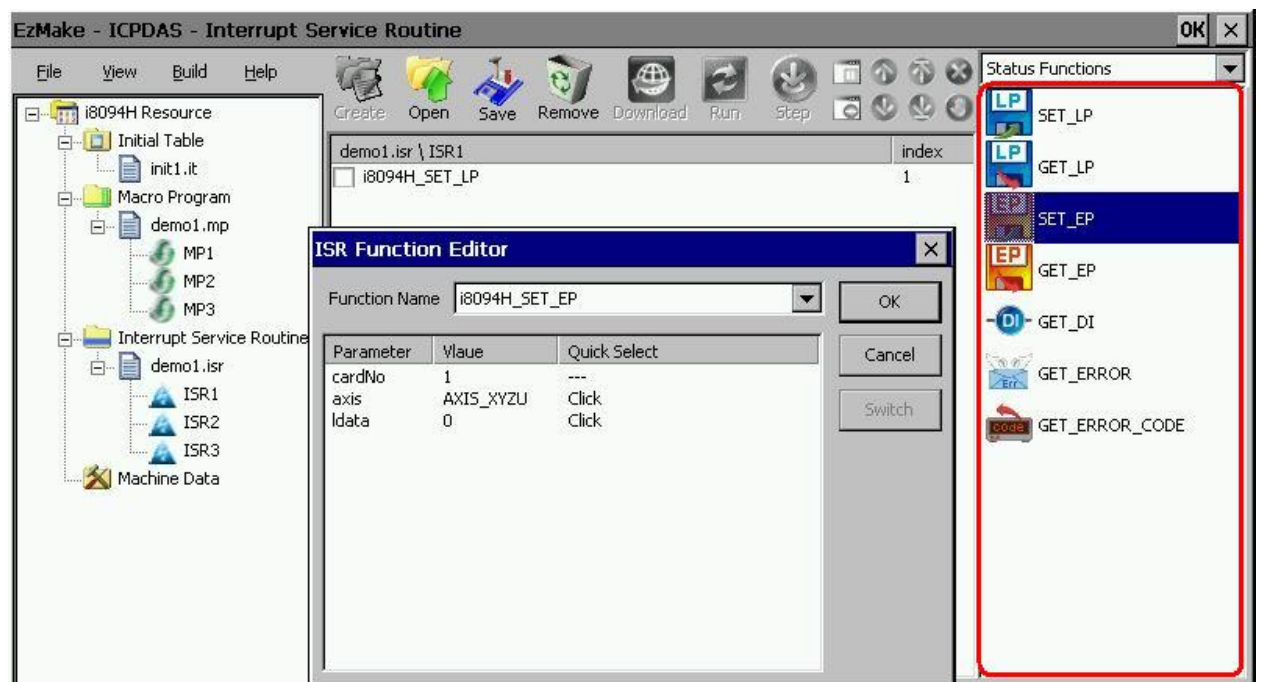 EzMake - ICPDAS - Interrupt Service Routine OK
File View Build Help
Create Open Save Remove Download Run Step
Status Functions
i8094H Resource
Initial Table
init1.it
Macro Program
demo1.mp
MP1
MP2
MP3
Interrupt Service Routine
demo1.isr
ISR1
ISR2
ISR3
Machine Data
demo1.isr \ ISR1 index
i8094H_SET_LP 1
ISR Function Editor
Function Name i8094H_SET_EP OK
Parameter Vlaue Quick Select
cardNo 1 ---
axis AXIS_XYZU Click
ldata 0 Click
Cancel
Switch
LP SET_LP
LP GET_LP
EP SET_EP
EP GET_EP
DI GET_DI
Err GET_ERROR
code GET_ERROR_CODE